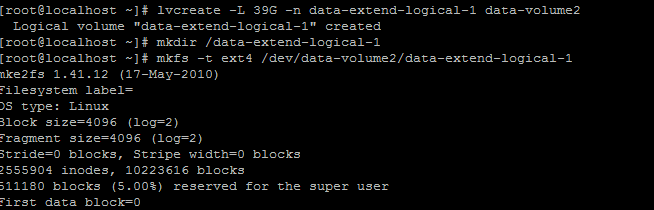 [root@localhost ~]# lvcreate -L 39G -n data-extend-logical-1 data-volume2
Logical volume "data-extend-logical-1" created
[root@localhost ~]# mkdir /data-extend-logical-1
[root@localhost ~]# mkfs -t ext4 /dev/data-volume2/data-extend-logical-1
mke2fs 1.41.12 (17-May-2010)
Filesystem label=
OS type: Linux
Block size=4096 (log=2)
Fragment size=4096 (log=2)
Stride=0 blocks, Stripe width=0 blocks
2555904 inodes, 10223616 blocks
511180 blocks (5.00%) reserved for the super user
First data block=0